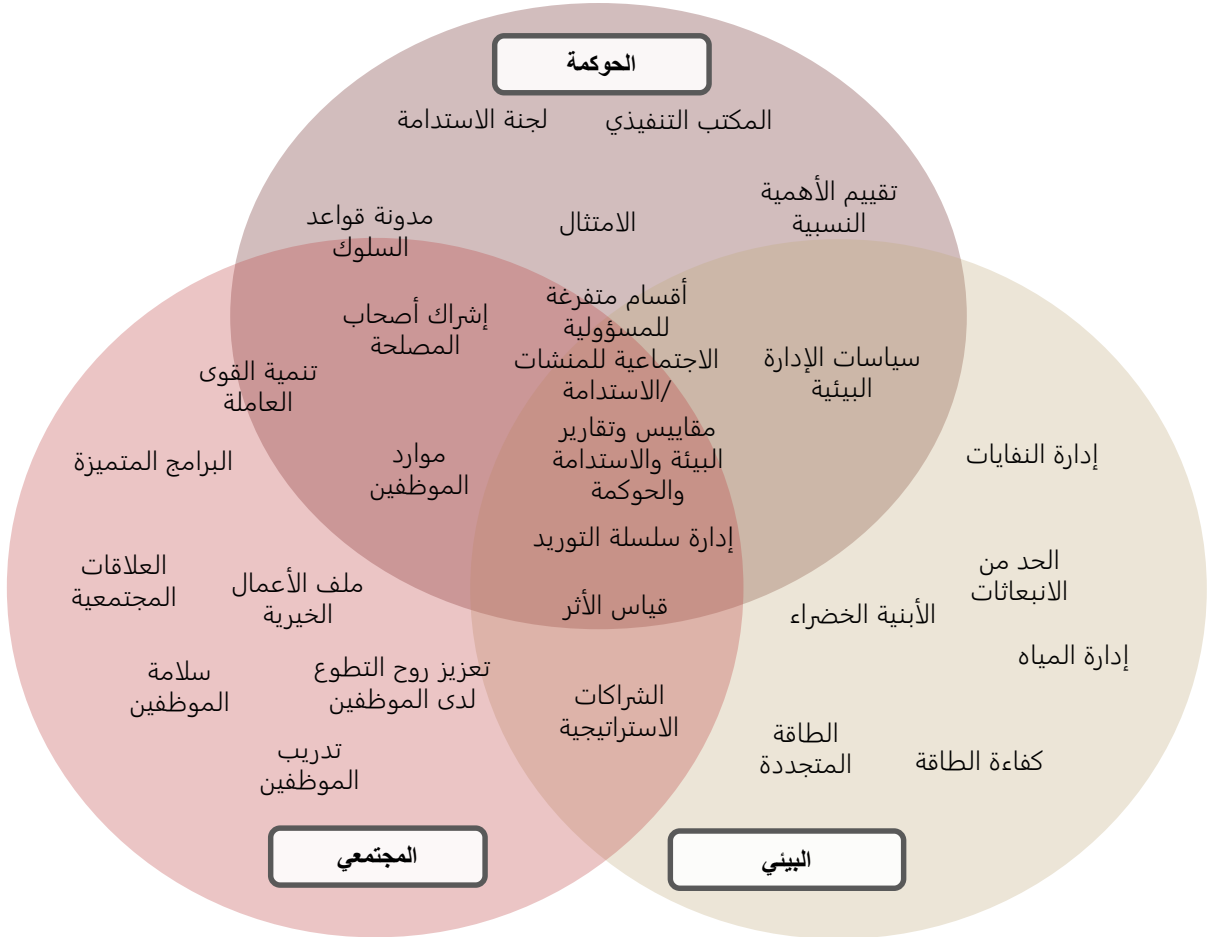 الحوكمة
المكتب التنفيذي
لجنة الاستدامة
تقييم الأهمية
النسبية
الامتثال
مدونة قواعد
السلوك
أقسام متفرغة
للمسؤولية
الاجتماعية للمنشات
/الاستدامة
إشراك أصحاب
المصلحة
سياسات الإدارة
البيئية
تنمية القوى
العاملة
مقاييس وتقارير
البيئة والاستدامة
والحوكمة
موارد
الموظفين
البرامج المتميزة
إدارة النفايات
إدارة سلسلة التوريد
الحد من
الانبعاثات
العلاقات
المجتمعية
ملف الأعمال
الخيرية
قياس الأثر
الأبنية الخضراء
إدارة المياه
تعزيز روح التطوع
لدى الموظفين
سلامة
الموظفين
الشراكات
الاستراتيجية
الطاقة
المتجددة
كفاءة الطاقة
تدريب
الموظفين
البيئي
المجتمعي